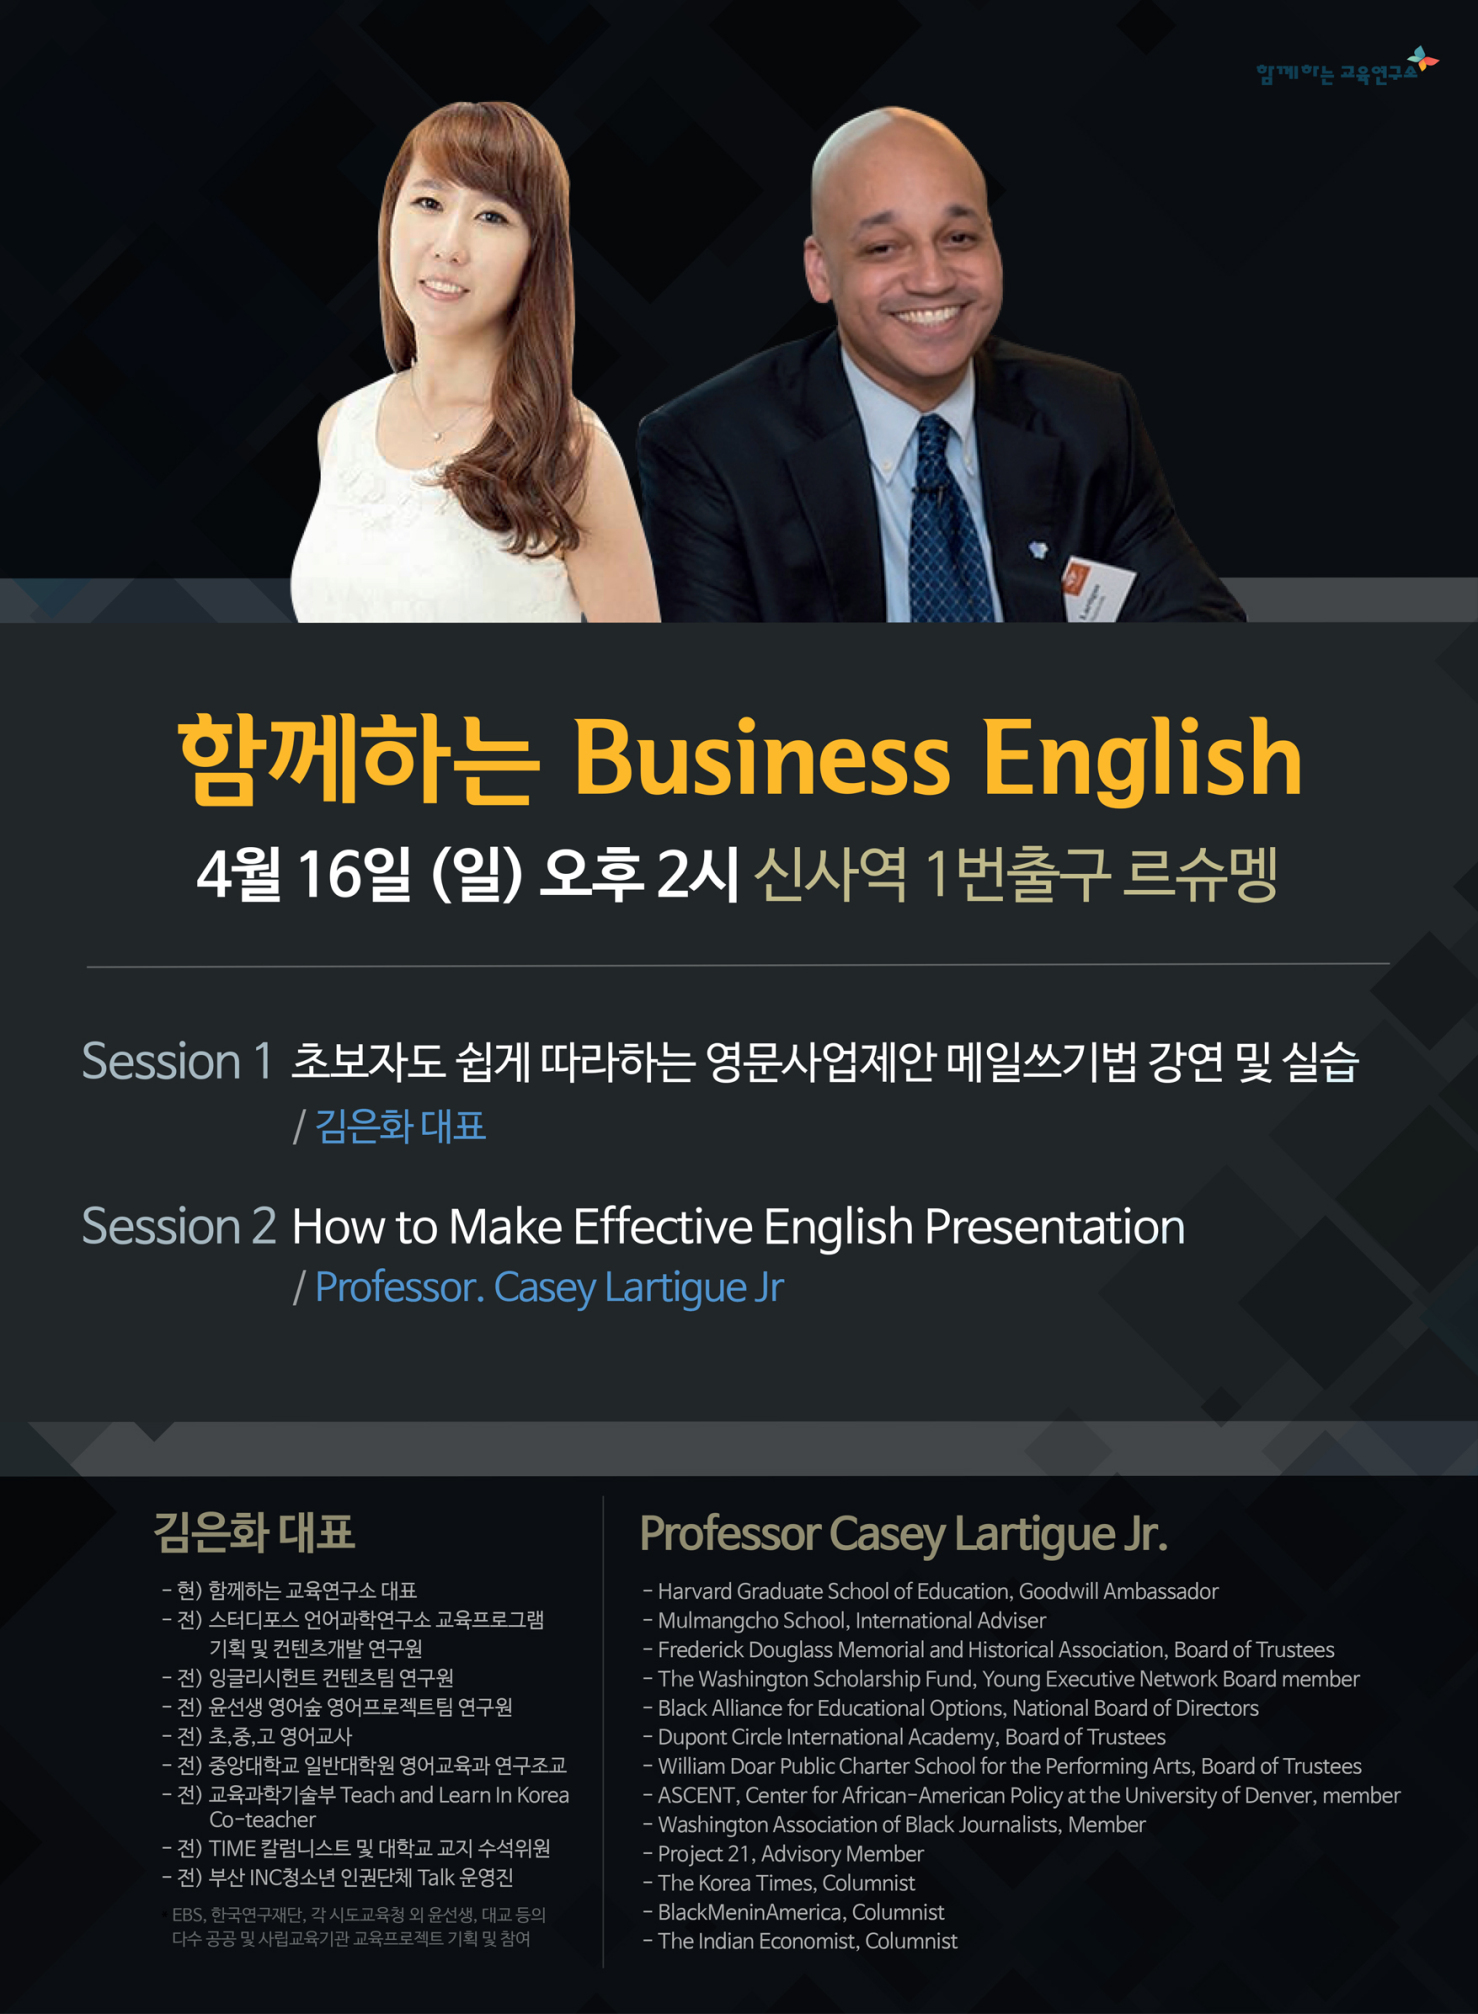 함께하는 교육연구소
Lartigue
함께하는 Business English
4월 16일 (일) 오후 2시 신사역 1번출구 르슈멩
Session 1 초보자도 쉽게 따라하는 영문사업제안 메일쓰기법 강연 및 실습
/ 김은화 대표
Session 2 How to Make Effective English Presentation
/ Professor. Casey Lartigue Jr
김은화 대표
- 현) 함께하는 교육연구소 대표
- 전) 스터디포스 언어과학연구소 교육프로그램
기획 및 컨텐츠개발 연구원
- 전) 잉글리시헌트 컨텐츠팀 연구원
- 전) 윤선생 영어숲 영어프로젝트팀 연구원
- 전) 초,중,고 영어교사
- 전) 중앙대학교 일반대학원 영어교육과 연구조교
- 전) 교육과학기술부 Teach and Learn In Korea
Co-teacher
- 전) TIME 칼럼니스트 및 대학교 교지 수석위원
- 전) 부산 INC청소년 인권단체 Talk 운영진
· EBS, 한국연구재단, 각 시도교육청 외 윤선생, 대교 등의
다수 공공 및 사립교육기관 교육프로젝트 기획 및 참여
Professor Casey Lartigue Jr.
- Harvard Graduate School of Education, Goodwill Ambassador
- Mulmangcho School, International Adviser
- Frederick Douglass Memorial and Historical Association, Board of Trustees
- The Washington Scholarship Fund, Young Executive Network Board member
- Black Alliance for Educational Options, National Board of Directors
- Dupont Circle International Academy, Board of Trustees
- William Doar Public Charter School for the Performing Arts, Board of Trustees
- ASCENT, Center for African-American Policy at the University of Denver, member
- Washington Association of Black Journalists, Member
- Project 21, Advisory Member
- The Korea Times, Columnist
- BlackMeninAmerica, Columnist
- The Indian Economist, Columnist